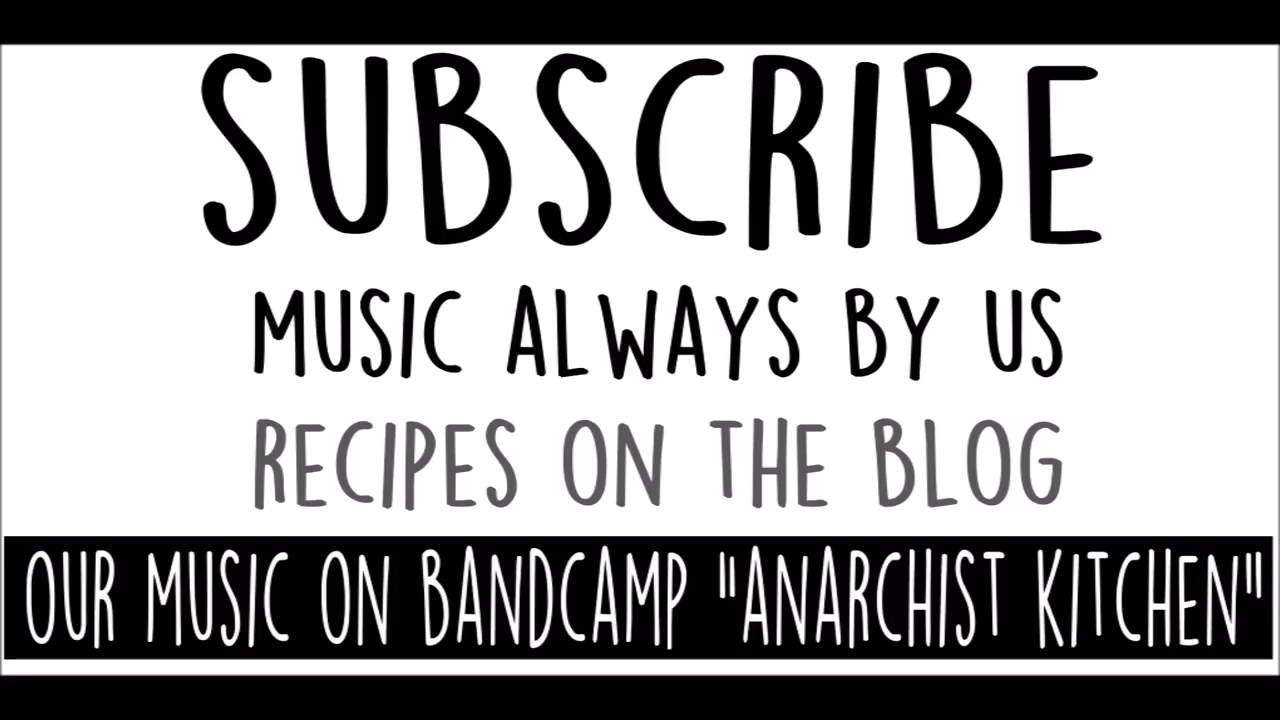 SUBSCRIBE
MUSIC ALWAYS BY US
RECIPES ON THE BLOG
OUR MUSIC ON BANDCAMP "ANARCHIST KITCHEN"